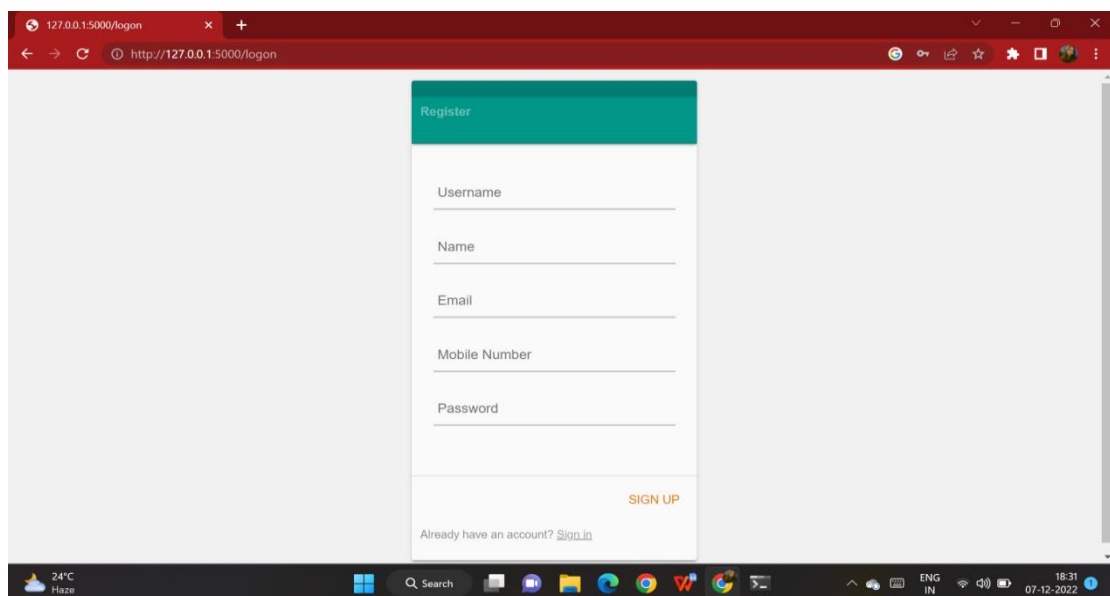 127.0.0.1:5000/logon
http://127.0.0.1:5000/logon
Register
Username
Name
Email
Mobile Number
Password
SIGN UP
Already have an account? Sign in
24°C
Haze
Search
ENG
IN
18:31
07-12-2022
1